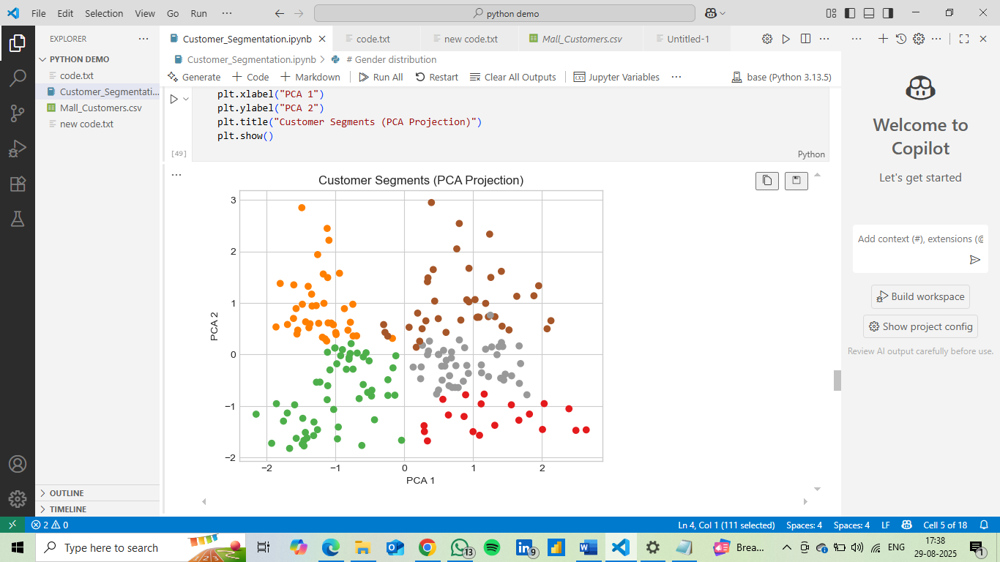 File Edit Selection View Go Run ··· python demo
EXPLORER ···
PYTHON DEMO
code.txt
Customer_Segmentati...
Mall_Customers.csv
new code.txt
OUTLINE
TIMELINE
Customer_Segmentation.ipynb code.txt new code.txt Mall_Customers.csv Untitled-1
Customer_Segmentation.ipynb > # Gender distribution
Generate + Code + Markdown Run All Restart Clear All Outputs Jupyter Variables ··· base (Python 3.13.5)
plt.xlabel("PCA 1")
plt.ylabel("PCA 2")
plt.title("Customer Segments (PCA Projection)")
plt.show()
[49] Python
Customer Segments (PCA Projection)
3
2
1
0
−1
−2
PCA 2
−2 −1 0 1 2
PCA 1
Welcome to
Copilot
Let's get started
Add context (#), extensions (@
Build workspace
Show project config
Review AI output carefully before use.
2 0 Ln 4, Col 1 (111 selected) Spaces: 4 Spaces: 4 LF Cell 5 of 18
Type here to search 13 9 Brea... ENG 17:38
29-08-2025 1